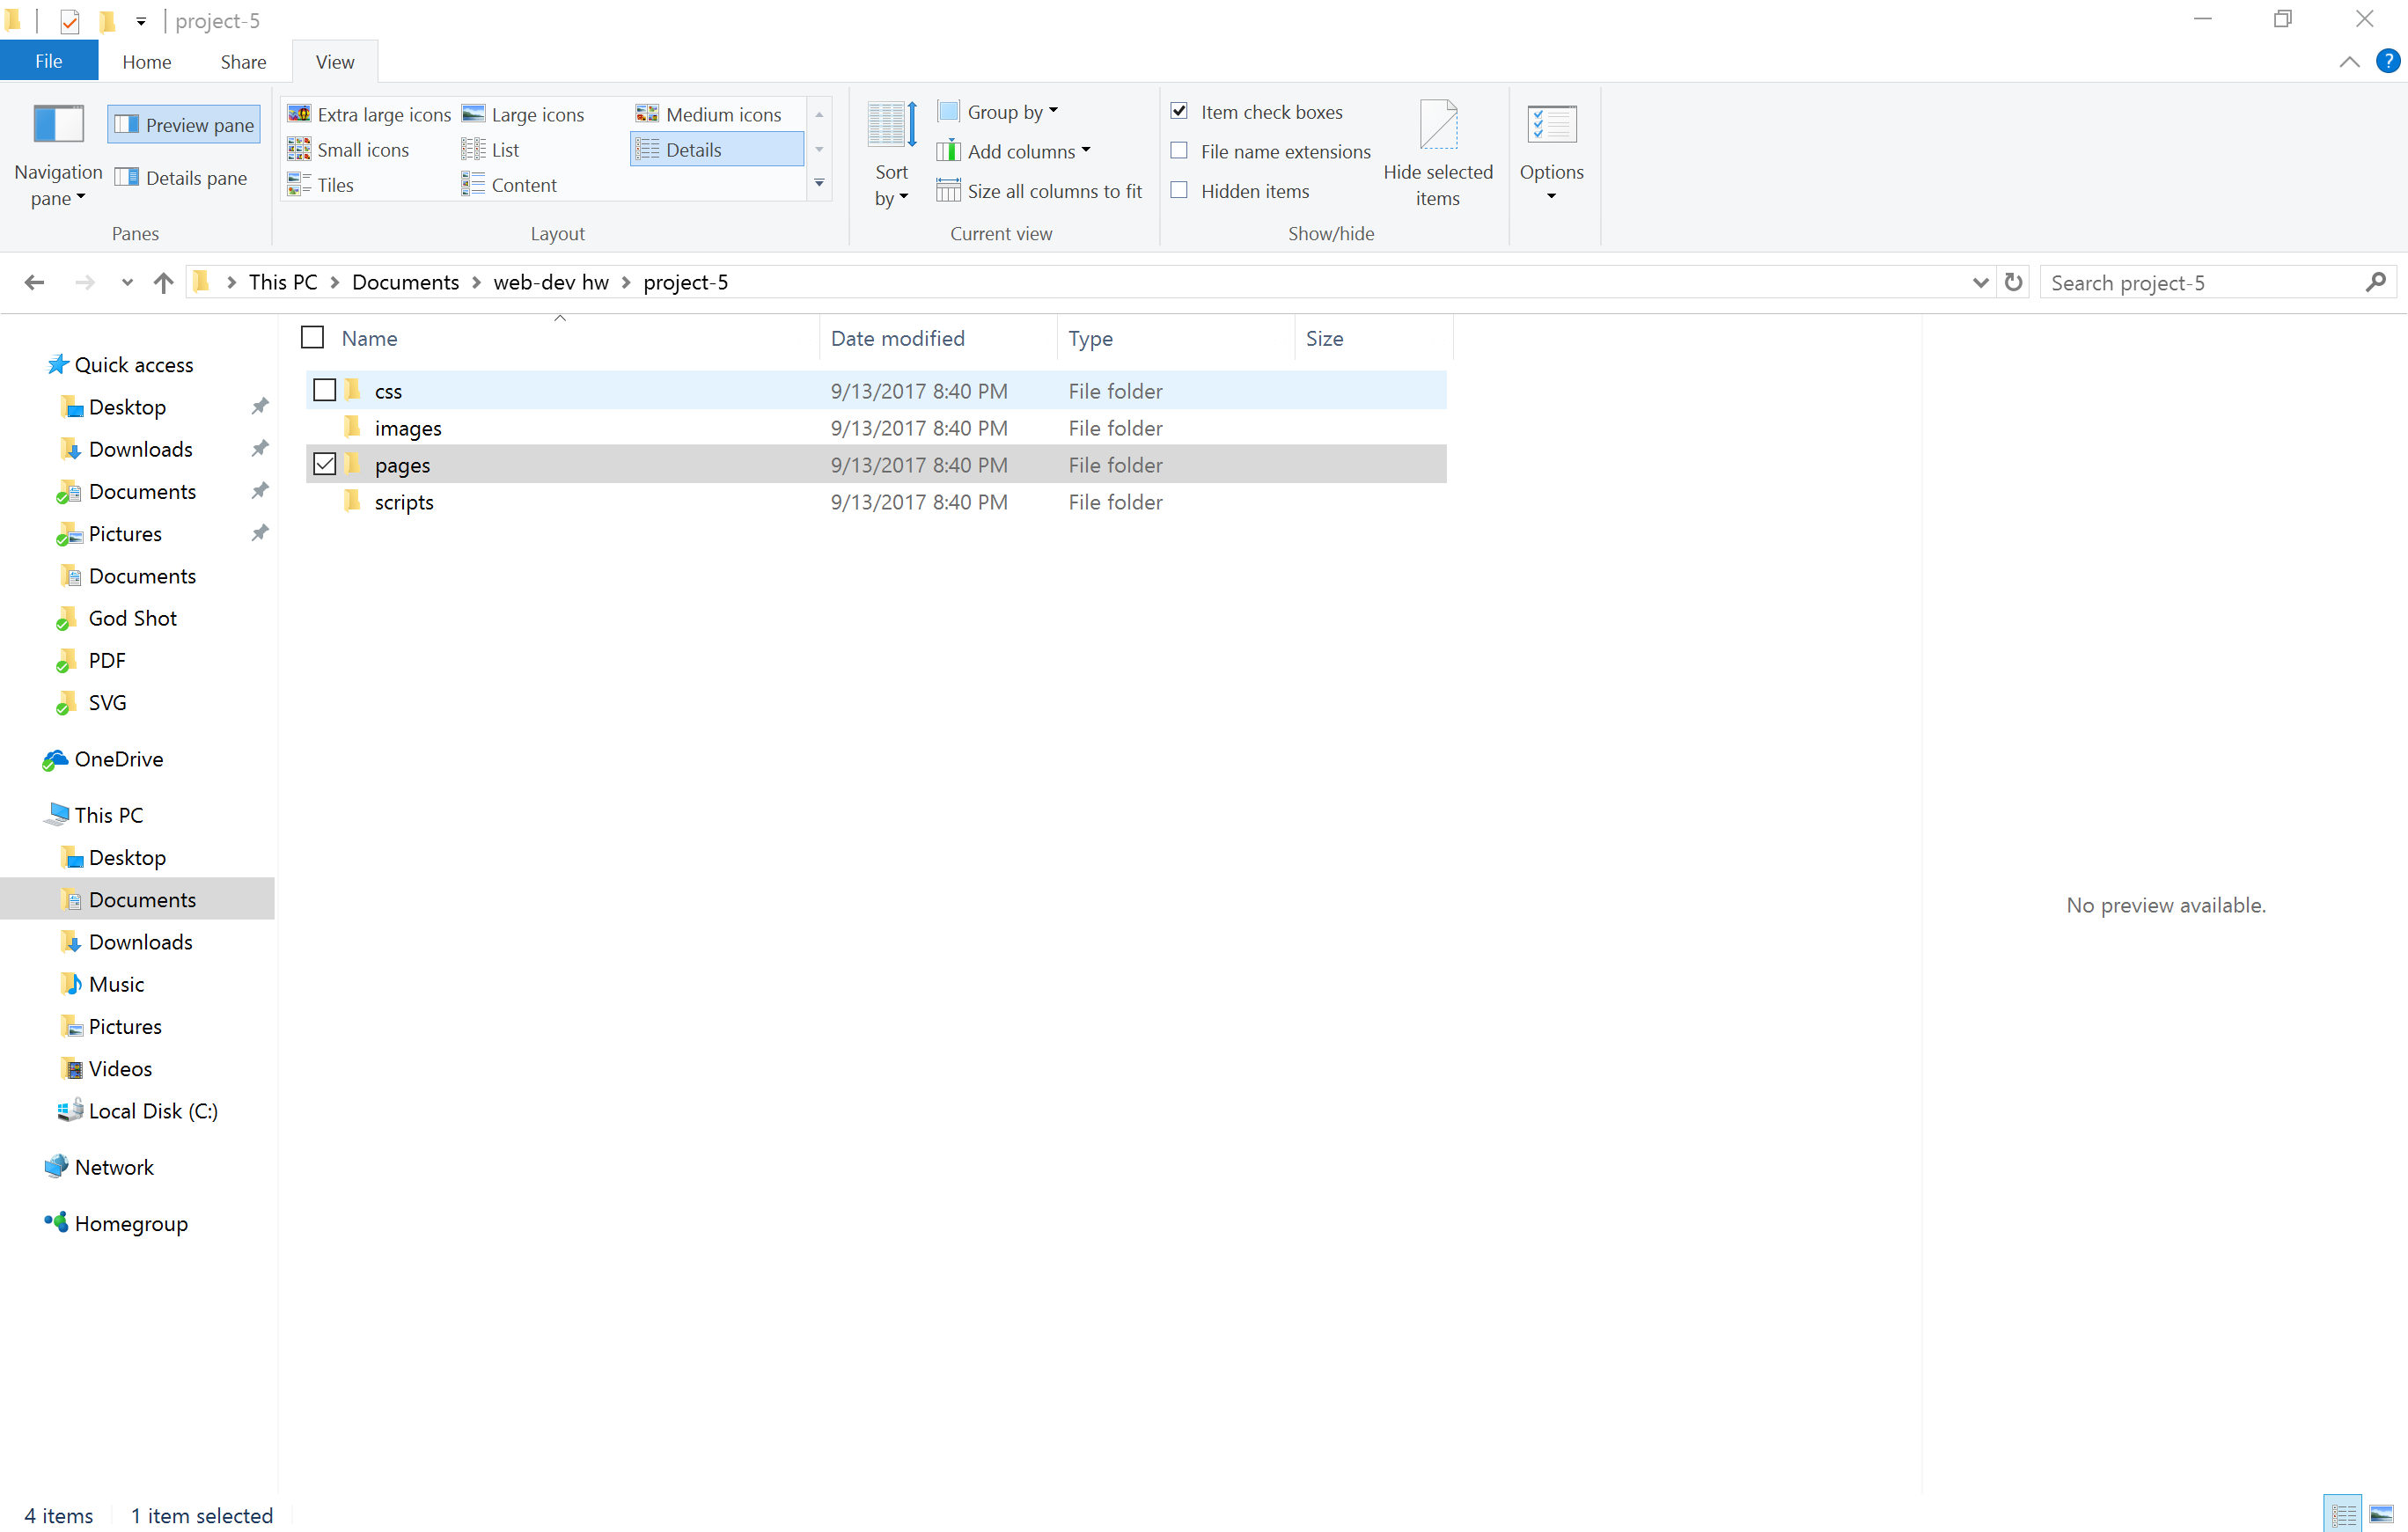 project-5
File Home Share View
Navigation pane
Preview pane
Details pane
Panes
Extra large icons Large icons Medium icons
Small icons List Details
Tiles Content
Layout
Sort by
Group by
Add columns
Size all columns to fit
Current view
Item check boxes
File name extensions
Hidden items
Hide selected items
Show/hide
Options
?
This PC > Documents > web-dev hw > project-5
Search project-5
Quick access
Desktop
Downloads
Documents
Pictures
Documents
God Shot
PDF
SVG
OneDrive
This PC
Desktop
Documents
Downloads
Music
Pictures
Videos
Local Disk (C:)
Network
Homegroup
Name Date modified Type Size
css 9/13/2017 8:40 PM File folder
images 9/13/2017 8:40 PM File folder
pages 9/13/2017 8:40 PM File folder
scripts 9/13/2017 8:40 PM File folder
No preview available.
4 items 1 item selected